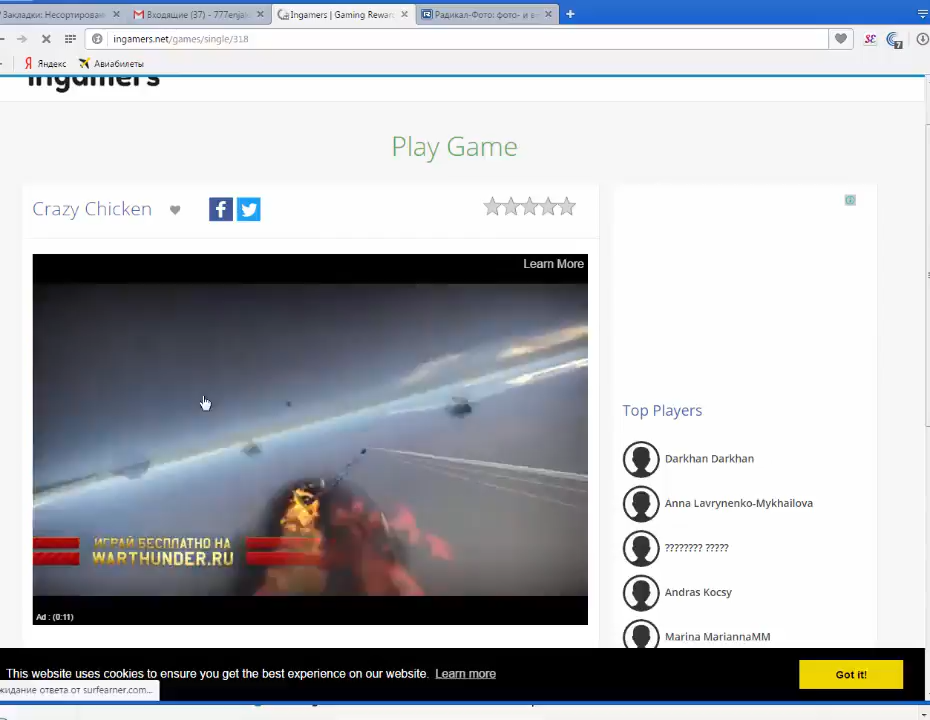 Закладки: Несортирован
Входящие (37) - 777enja
Ingamers | Gaming Rewar
Радикал-Фото: фото- и в
ingamers.net/games/single/318
Яндекс
Авиабилеты
ingamers
Play Game
Crazy Chicken
Learn More
ИГРАЙ БЕСПЛАТНО НА
WARTHUNDER.RU
Ad : (0:11)
Top Players
Darkhan Darkhan
Anna Lavrynenko-Mykhailova
???????? ?????
Andras Kocsy
Marina MariannaMM
This website uses cookies to ensure you get the best experience on our website. Learn more
Got it!
жидание ответа от surfearner.com...